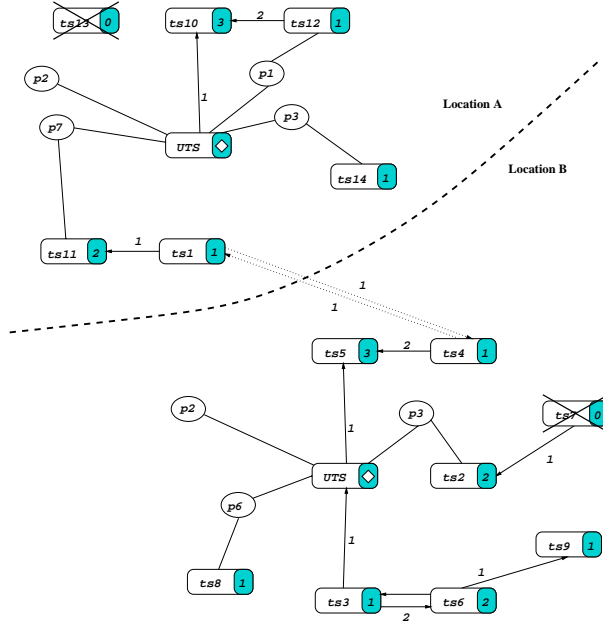 ts13 0
ts10 3
2
ts12 1
p1
p2
1
p3
p7
UTS
ts14 1
Location A
Location B
ts11 2
1
ts1 1
1
1
ts5 3
2
ts4 1
p2
p3
ts7 0
1
1
UTS
ts2 2
p6
1
ts9 1
1
ts8 1
ts3 1
2
ts6 2